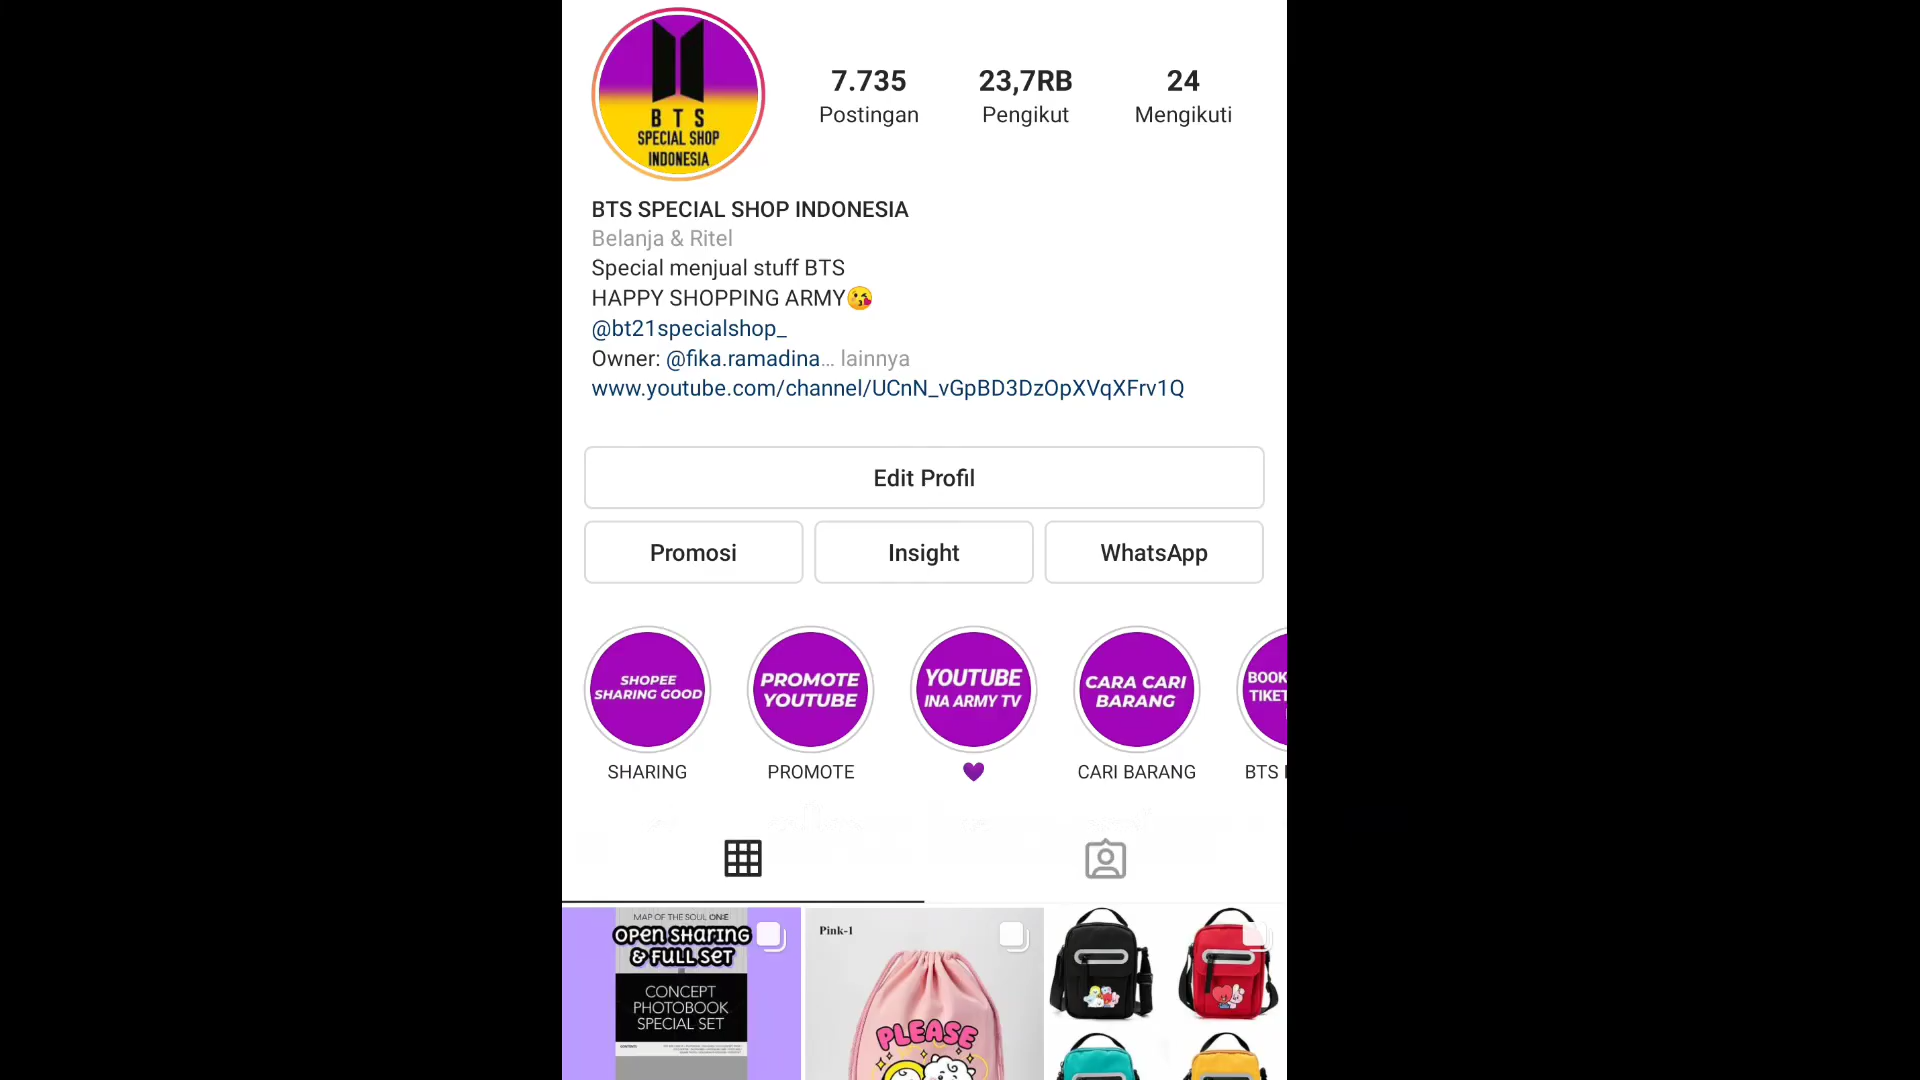 B T S
SPECIAL SHOP
INDONESIA
7.735
Postingan
23,7RB
Pengikut
24
Mengikuti
BTS SPECIAL SHOP INDONESIA
Belanja & Ritel
Special menjual stuff BTS
HAPPY SHOPPING ARMY😘
@bt21specialshop_
Owner: @fika.ramadina... lainnya
www.youtube.com/channel/UCnN_vGpBD3DzOpXVqXFrv1Q
Edit Profil
Promosi
Insight
WhatsApp
SHOPEE
SHARING GOOD
PROMOTE
YOUTUBE
YOUTUBE
INA ARMY TV
CARA CARI
BARANG
BOOK
TIKET
SHARING
PROMOTE
💜
CARI BARANG
BTS
MAP OF THE SOUL ON:E
OPEN SHARING
& FULL SET
CONCEPT
PHOTOBOOK
SPECIAL SET
Pink-1
PLEASE